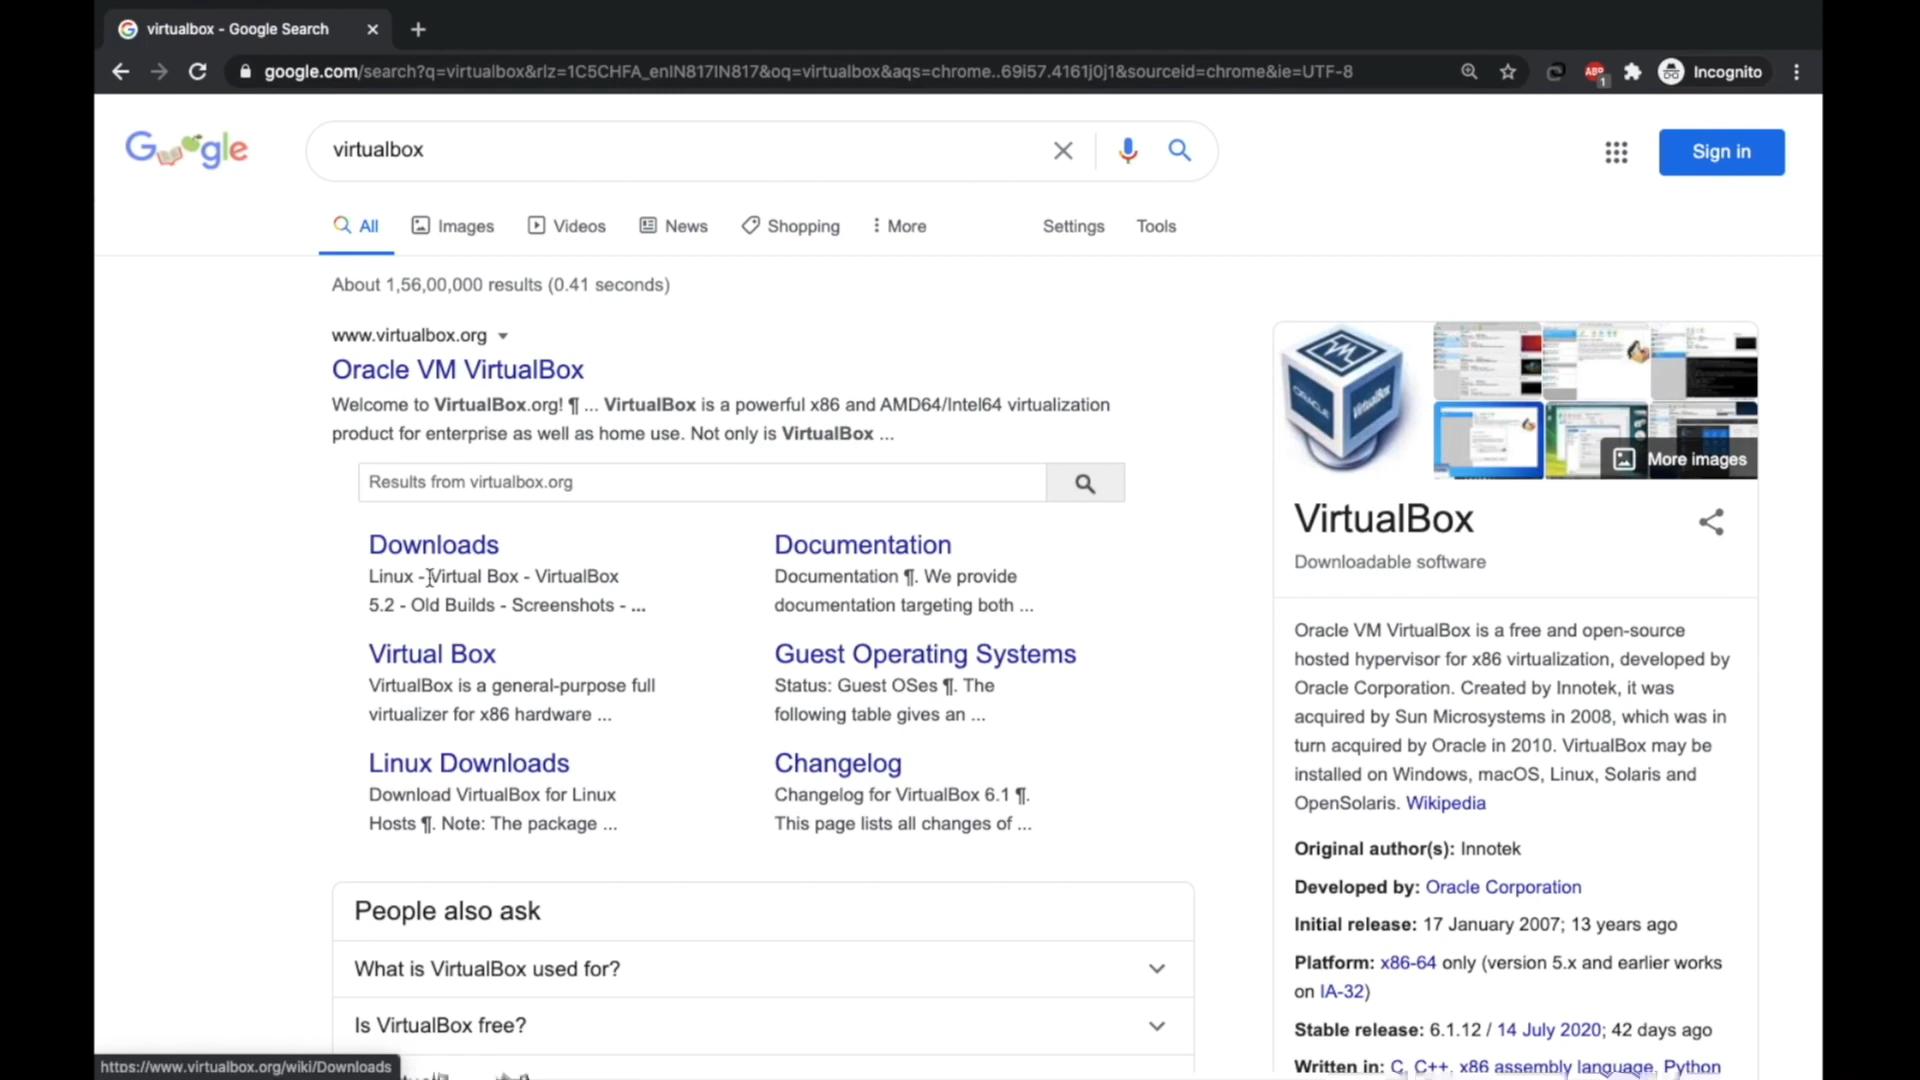 virtualbox - Google Search
google.com/search?q=virtualbox&rlz=1C5CHFA_enIN817IN817&oq=virtualbox&aqs=chrome..69i57.4161j0j1&sourceid=chrome&ie=UTF-8
ABP
1
Incognito
Google
virtualbox
Sign in
All
Images
Videos
News
Shopping
More
Settings
Tools
About 1,56,00,000 results (0.41 seconds)
www.virtualbox.org
Oracle VM VirtualBox
Welcome to VirtualBox.org! ¶ ... VirtualBox is a powerful x86 and AMD64/Intel64 virtualization
product for enterprise as well as home use. Not only is VirtualBox ...
Results from virtualbox.org
Downloads
Linux - Virtual Box - VirtualBox
5.2 - Old Builds - Screenshots - ...
Documentation
Documentation ¶. We provide
documentation targeting both ...
Virtual Box
VirtualBox is a general-purpose full
virtualizer for x86 hardware ...
Guest Operating Systems
Status: Guest OSes ¶. The
following table gives an ...
Linux Downloads
Download VirtualBox for Linux
Hosts ¶. Note: The package ...
Changelog
Changelog for VirtualBox 6.1 ¶.
This page lists all changes of ...
People also ask
What is VirtualBox used for?
Is VirtualBox free?
https://www.virtualbox.org/wiki/Downloads
ORACLE
VirtualBox
More images
VirtualBox
Downloadable software
Oracle VM VirtualBox is a free and open-source
hosted hypervisor for x86 virtualization, developed by
Oracle Corporation. Created by Innotek, it was
acquired by Sun Microsystems in 2008, which was in
turn acquired by Oracle in 2010. VirtualBox may be
installed on Windows, macOS, Linux, Solaris and
OpenSolaris. Wikipedia
Original author(s): Innotek
Developed by: Oracle Corporation
Initial release: 17 January 2007; 13 years ago
Platform: x86-64 only (version 5.x and earlier works
on IA-32)
Stable release: 6.1.12 / 14 July 2020; 42 days ago
Written in: C, C++, x86 assembly language, Python